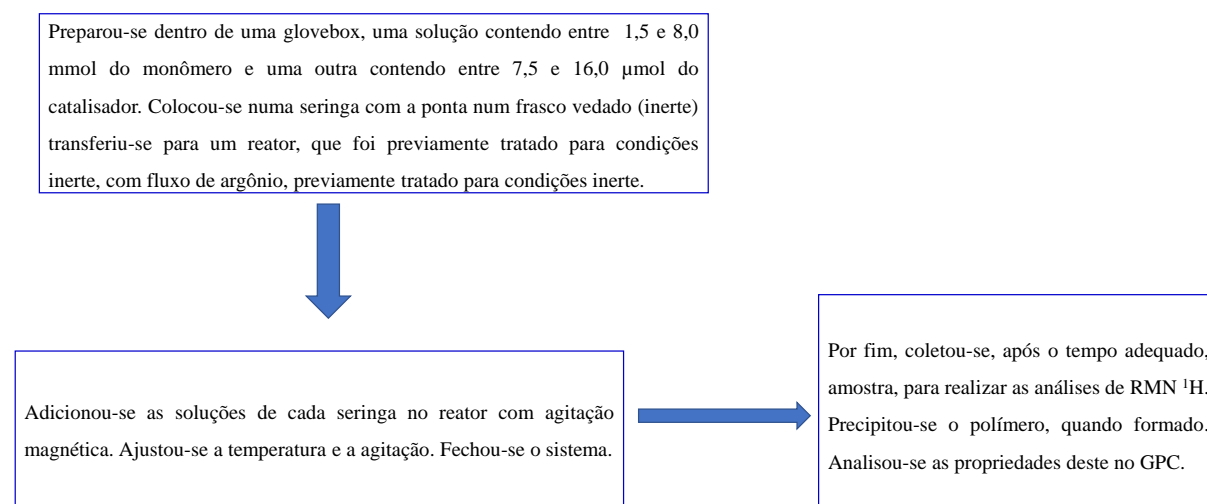 Preparou-se dentro de uma glovebox, uma solução contendo entre 1,5 e 8,0
mmol do monômero e uma outra contendo entre 7,5 e 16,0 µmol do
catalisador. Colocou-se numa seringa com a ponta num frasco vedado (inerte)
transferiu-se para um reator, que foi previamente tratado para condições
inerte, com fluxo de argônio, previamente tratado para condições inerte.
Adicionou-se as soluções de cada seringa no reator com agitação
magnética. Ajustou-se a temperatura e a agitação. Fechou-se o sistema.
Por fim, coletou-se, após o tempo adequado,
amostra, para realizar as análises de RMN ¹H.
Precipitou-se o polímero, quando formado.
Analisou-se as propriedades deste no GPC.